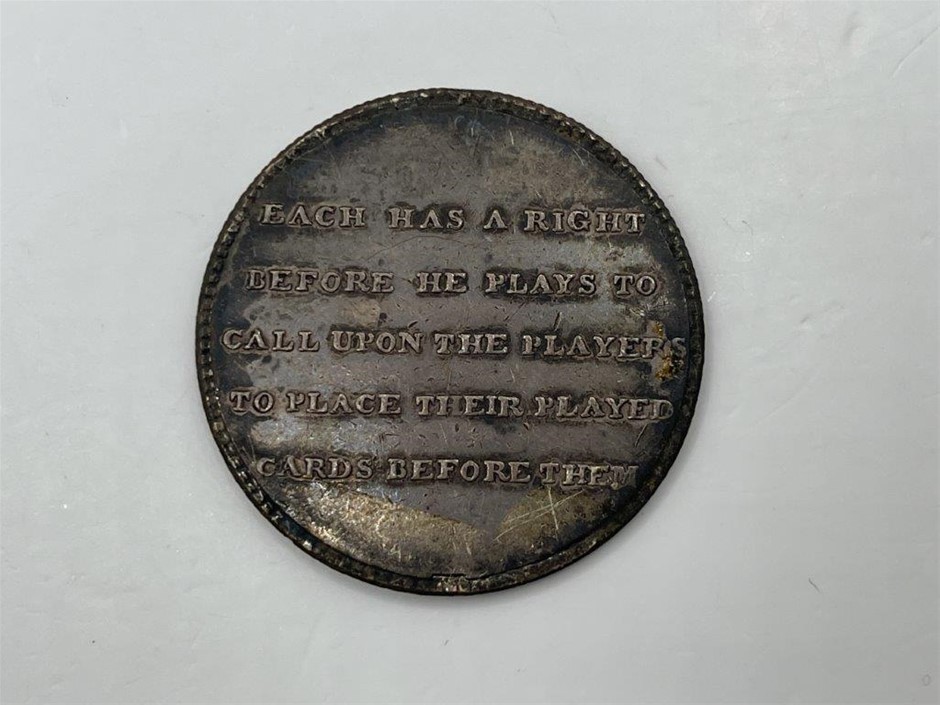 EACH HAS A RIGHT
BEFORE HE PLAYS TO
CALL UPON THE PLAYERS
TO PLACE THEIR PLAYED
CARDS BEFORE THEM